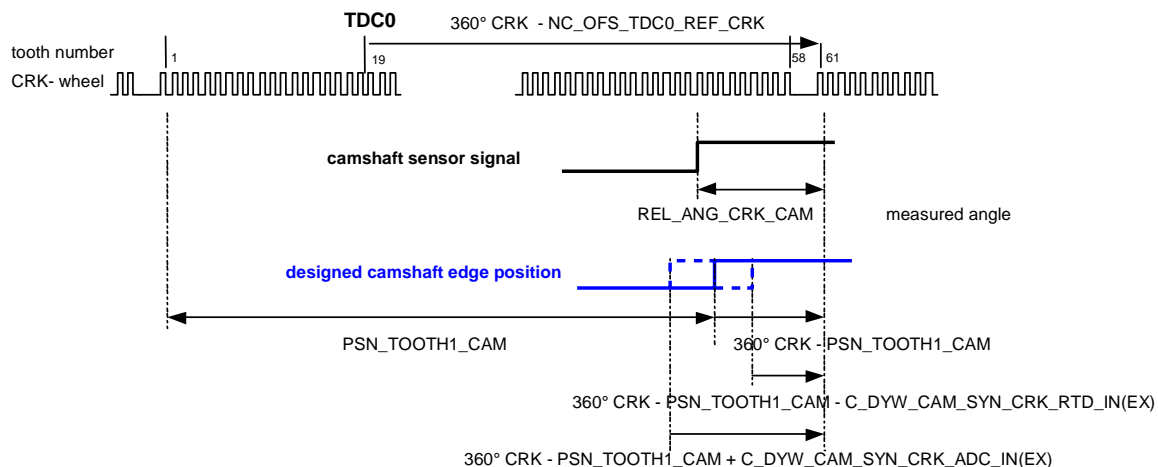 TDC0
360° CRK - NC_OFS_TDC0_REF_CRK
tooth number
1
19
58
61
CRK- wheel
camshaft sensor signal
REL_ANG_CRK_CAM
measured angle
designed camshaft edge position
PSN_TOOTH1_CAM
360° CRK - PSN_TOOTH1_CAM
360° CRK - PSN_TOOTH1_CAM - C_DYW_CAM_SYN_CRK_RTD_IN(EX)
360° CRK - PSN_TOOTH1_CAM + C_DYW_CAM_SYN_CRK_ADC_IN(EX)